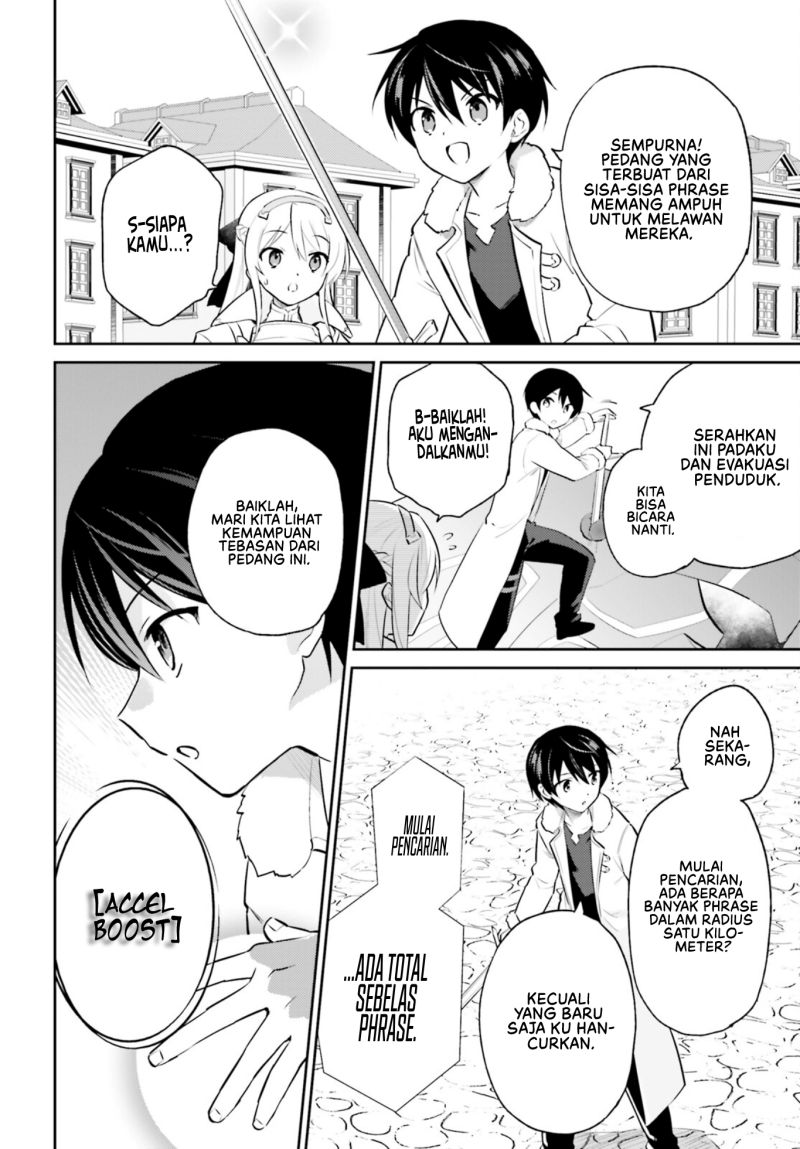 SEMPURNA!
PEDANG YANG
TERBUAT DARI
SISA-SISA PHRASE
MEMANG AMPUH
UNTUK MELAWAN
MEREKA.
S-SIAPA
KAMU...?
SERAHKAN
INI PADAKU
DAN EVAKUASI
PENDUDUK.
KITA
BISA
BICARA
NANTI.
B-BAIKLAH!
AKU MENGAN-
DALKANMU!
BAIKLAH,
MARI KITA LIHAT
KEMAMPUAN
TEBASAN DARI
PEDANG INI.
NAH
SEKA-
RANG,
MULAI
PENCARIAN,
ADA BERAPA
BANYAK PHRASE
DALAM RADIUS
SATU KILO-
METER?
KECUALI
YANG BARU
SAJA KU HAN-
CURKAN.
MULAI
PENCARIAN.
...ADA TOTAL
SEBELAS
PHRASE.
[ACCEL
BOOST]